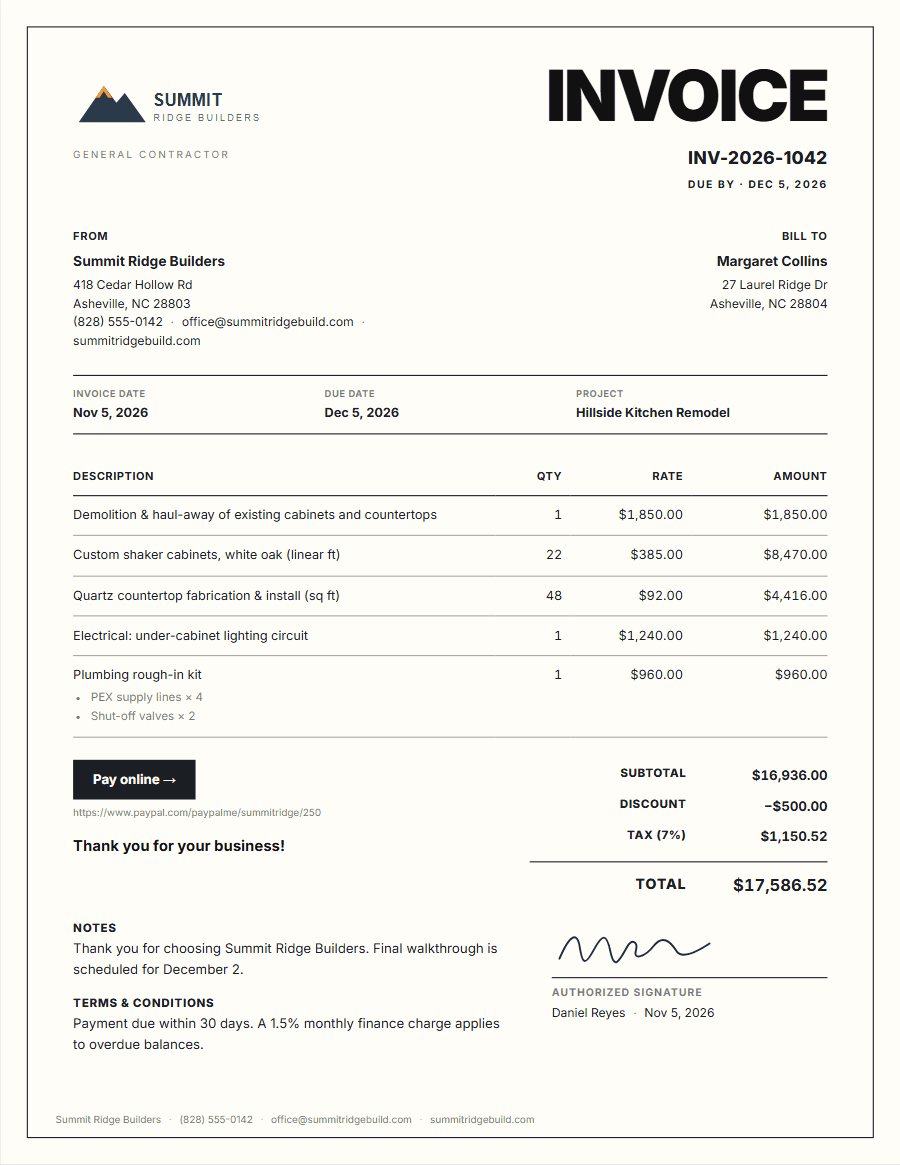 SUMMIT
RIDGE BUILDERS
GENERAL CONTRACTOR
INVOICE
INV-2026-1042
DUE BY · DEC 5, 2026
FROM
Summit Ridge Builders
418 Cedar Hollow Rd
Asheville, NC 28803
(828) 555-0142 · office@summitridgebuild.com ·
summitridgebuild.com
BILL TO
Margaret Collins
27 Laurel Ridge Dr
Asheville, NC 28804
INVOICE DATE DUE DATE PROJECT
Nov 5, 2026 Dec 5, 2026 Hillside Kitchen Remodel
DESCRIPTION QTY RATE AMOUNT
Demolition & haul-away of existing cabinets and countertops 1 $1,850.00 $1,850.00
Custom shaker cabinets, white oak (linear ft) 22 $385.00 $8,470.00
Quartz countertop fabrication & install (sq ft) 48 $92.00 $4,416.00
Electrical: under-cabinet lighting circuit 1 $1,240.00 $1,240.00
Plumbing rough-in kit 1 $960.00 $960.00
• PEX supply lines × 4
• Shut-off valves × 2
Pay online →
https://www.paypal.com/paypalme/summitridge/250
Thank you for your business!
SUBTOTAL $16,936.00
DISCOUNT −$500.00
TAX (7%) $1,150.52
TOTAL $17,586.52
NOTES
Thank you for choosing Summit Ridge Builders. Final walkthrough is
scheduled for December 2.
TERMS & CONDITIONS
Payment due within 30 days. A 1.5% monthly finance charge applies
to overdue balances.
AUTHORIZED SIGNATURE
Daniel Reyes · Nov 5, 2026
Summit Ridge Builders · (828) 555-0142 · office@summitridgebuild.com · summitridgebuild.com